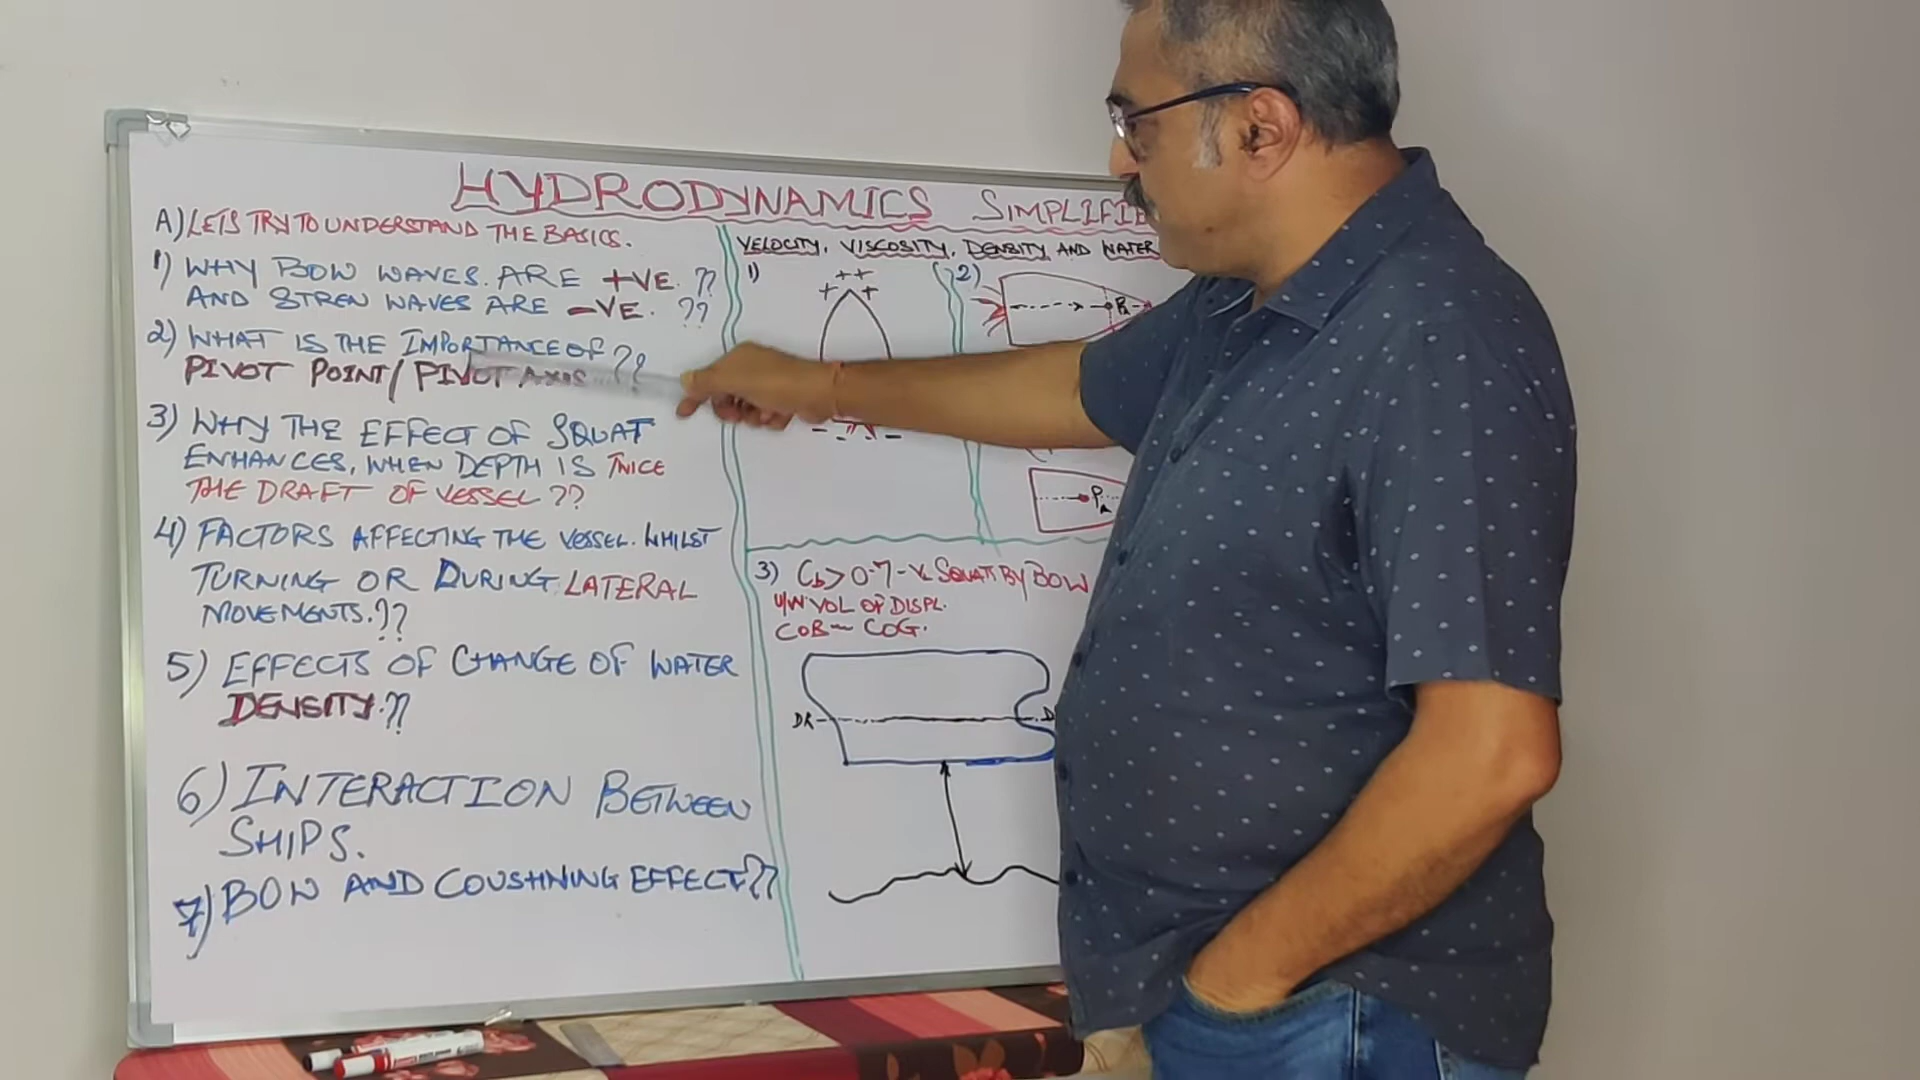 HYDRODYNAMICS SIMPLIFIE
A) LETS TRY TO UNDERSTAND THE BASICS.
1) WHY BOW WAVES ARE +VE. ??
AND STREN WAVES ARE -VE. ??
2) WHAT IS THE IMPORTANCE OF ??
PIVOT POINT / PIVOT AXIS
3) WHY THE EFFECT OF SQUAT
ENHANCES, WHEN DEPTH IS TWICE
THE DRAFT OF VESSEL ??
4) FACTORS AFFECTING THE VESSEL. WHILST
TURNING OR DURING LATERAL
MOVEMENTS. ??
5) EFFECTS OF CHANGE OF WATER
DENSITY. ??
6) INTERACTION BETWEEN
SHIPS.
7) BOW AND COUSHNING EFFECT ??
VELOCITY, VISCOSITY, DENSITY AND WATER
1)
++
+ +
- - -
2)
P
PA
3) Cb > 0.7 - VL SQUATS BY BOW
U/W VOL OF DISPL.
COB ~ COG.
DR
D